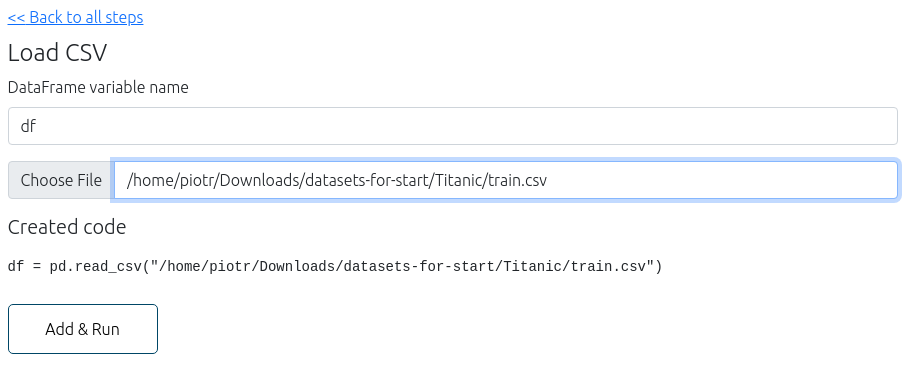 << Back to all steps
Load CSV
DataFrame variable name
df
Choose File /home/piotr/Downloads/datasets-for-start/Titanic/train.csv
Created code
df = pd.read_csv("/home/piotr/Downloads/datasets-for-start/Titanic/train.csv")
Add & Run